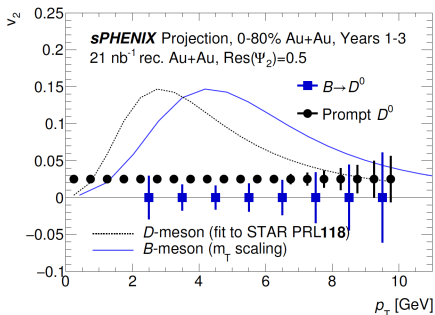 v₂
sPHENIX Projection, 0-80% Au+Au, Years 1-3
21 nb⁻¹ rec. Au+Au, Res(Ψ₂)=0.5
B→D⁰
Prompt D⁰
0.25
0.2
0.15
0.1
0.05
0
−0.05
−0.1
D-meson (fit to STAR PRL118)
B-meson (m_T scaling)
0 2 4 6 8 10
p_T [GeV]